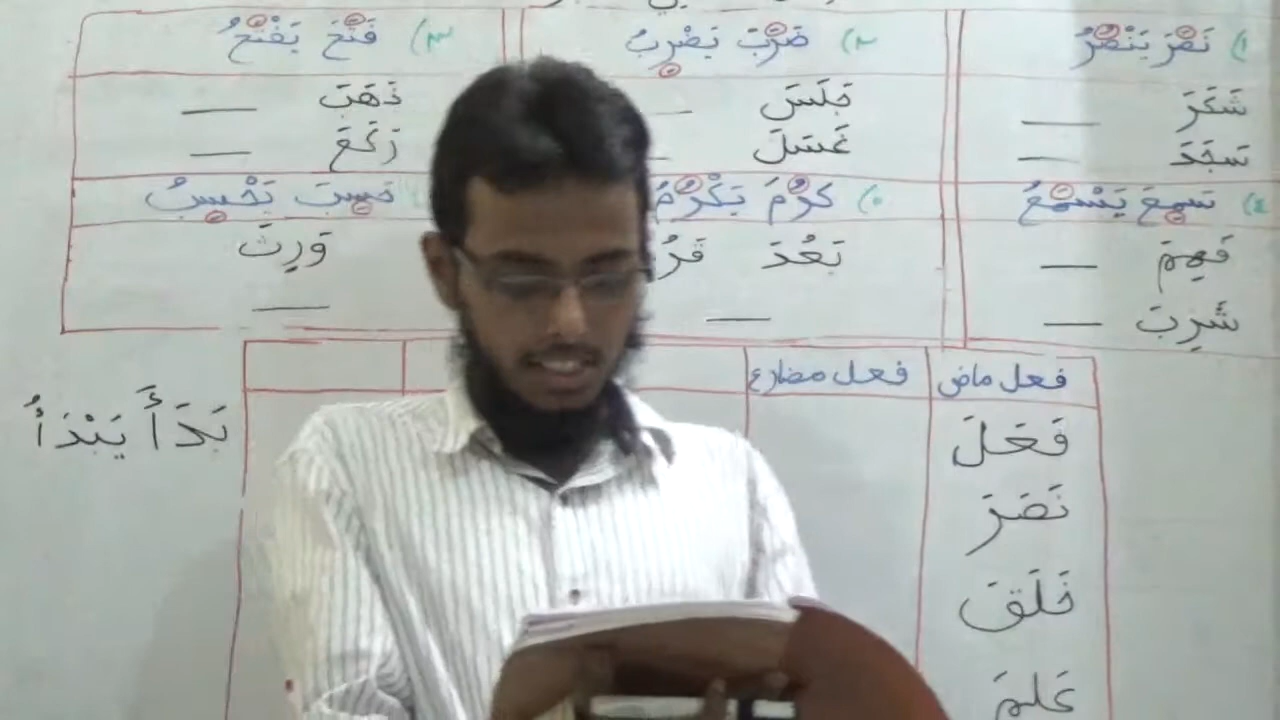 ١) نَصَرَ يَنْصُرُ
شَكَرَ
سَجَدَ
٢) ضَرَبَ يَضْرِبُ
جَلَسَ
غَسَلَ
٣) فَتَحَ يَفْتَحُ
ذَهَبَ
رَكَعَ
٤) سَمِعَ يَسْمَعُ
فَهِمَ
شَرِبَ
٥) كَرُمَ يَكْرُمُ
بَعُدَ
حَسِبَ يَحْسِبُ
وَرِثَ
فعل ماض فعل مضارع
فَعَلَ
نَصَرَ
خَلَقَ
عَلِمَ
بَدَأَ يَبْدَأُ